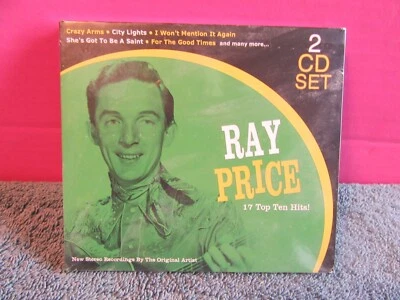 Crazy Arms • City Lights • I Won't Mention It Again
She's Got To Be A Saint • For The Good Times and many more...
2
CD
SET
RAY
PRICE
17 Top Ten Hits!
New Stereo Recordings By The Original Artist